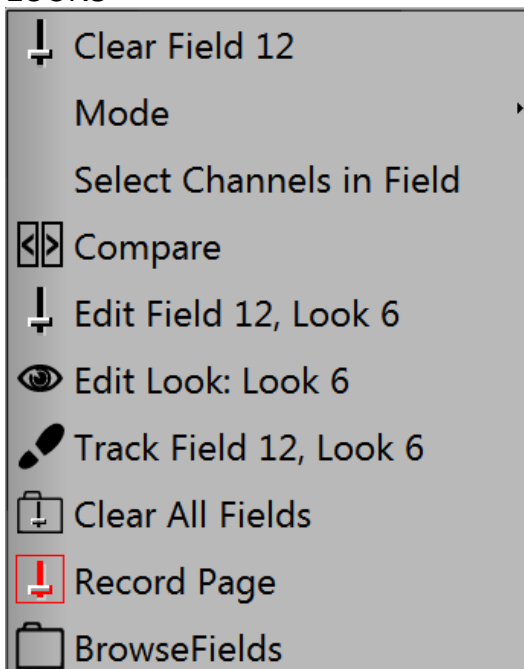 LOOKS
Clear Field 12
Mode
Select Channels in Field
Compare
Edit Field 12, Look 6
Edit Look: Look 6
Track Field 12, Look 6
Clear All Fields
Record Page
BrowseFields